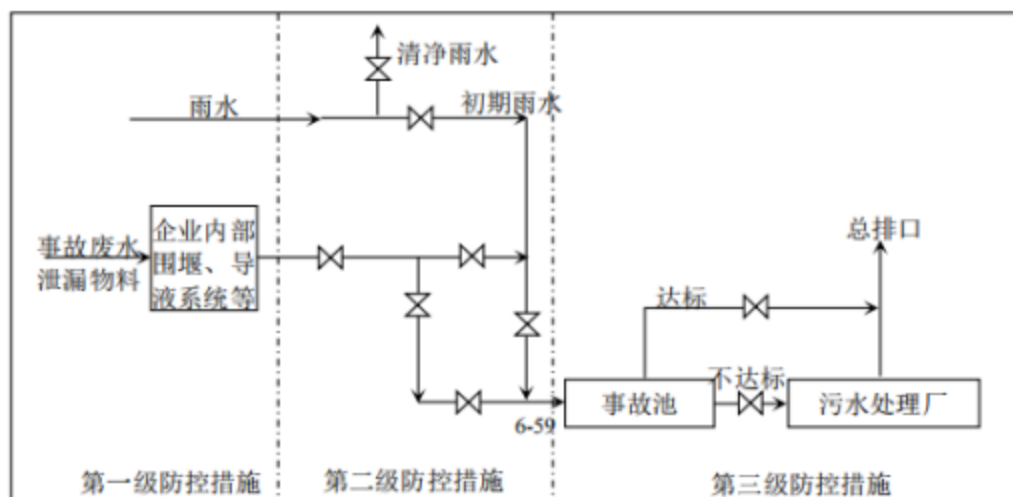 清净雨水
雨水
初期雨水
事故废水
泄漏物料
企业内部
围堰、导
液系统等
总排口
达标
不达标
事故池
污水处理厂
6-59
第一级防控措施
第二级防控措施
第三级防控措施